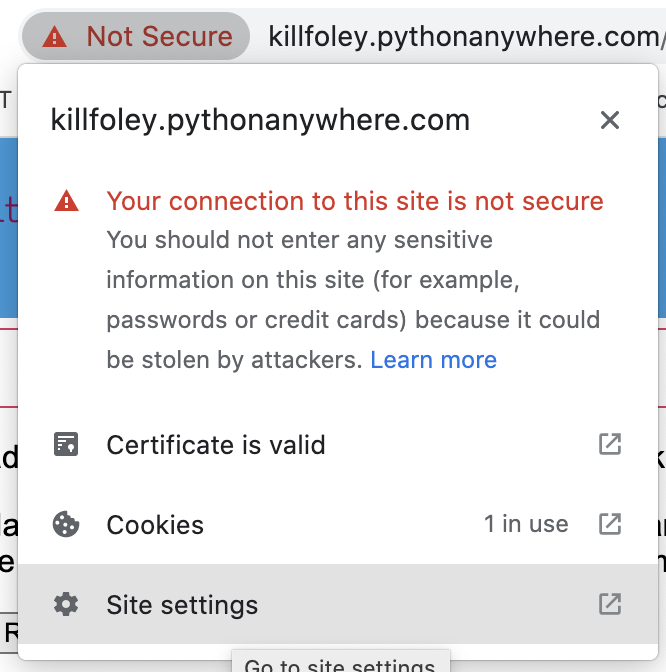 Not Secure killfoley.pythonanywhere.com/
killfoley.pythonanywhere.com
Your connection to this site is not secure
You should not enter any sensitive
information on this site (for example,
passwords or credit cards) because it could
be stolen by attackers. Learn more
Certificate is valid
Cookies 1 in use
Site settings
Go to site settings